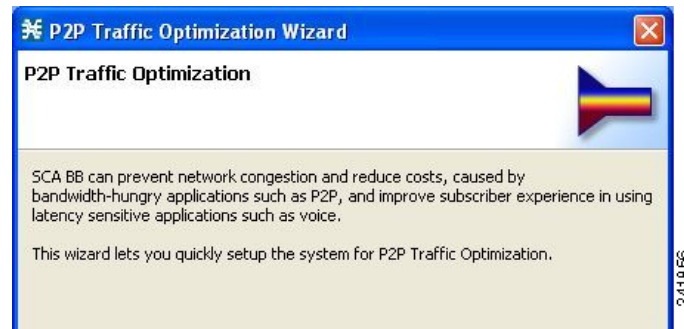 P2P Traffic Optimization Wizard
P2P Traffic Optimization
SCA BB can prevent network congestion and reduce costs, caused by
bandwidth-hungry applications such as P2P, and improve subscriber experience in using
latency sensitive applications such as voice.
This wizard lets you quickly setup the system for P2P Traffic Optimization.